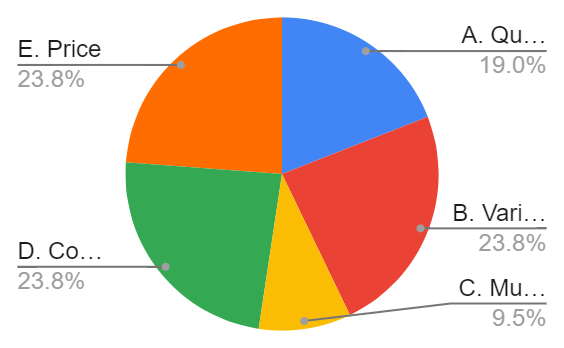 A. Qu…
19.0%
B. Vari…
23.8%
C. Mu…
9.5%
D. Co…
23.8%
E. Price
23.8%